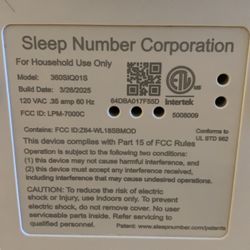 Sleep Number Corporation
For Household Use Only
Model: 360SIQ01S
Build Date: 3/26/2025
120 VAC .35 amp 60 Hz
64DBA017F55D
Intertek
FCC ID: LPM-7000C
5008009
Contains: FCC ID:Z64-WL18SBMOD
Conforms to
UL STD 962
This device complies with Part 15 of FCC Rules
Operation is subject to the following two conditions:
(1) this device may not cause harmful interference, and
(2) this device must accept any interference received,
including interference that may cause undesired operations.
CAUTION: To reduce the risk of electric
shock or injury, use indoors only. To prevent
electric shock, do not remove cover. No user-
serviceable parts inside. Refer servicing to
qualified personnel.
Patent: www.sleepnumber.com/patents